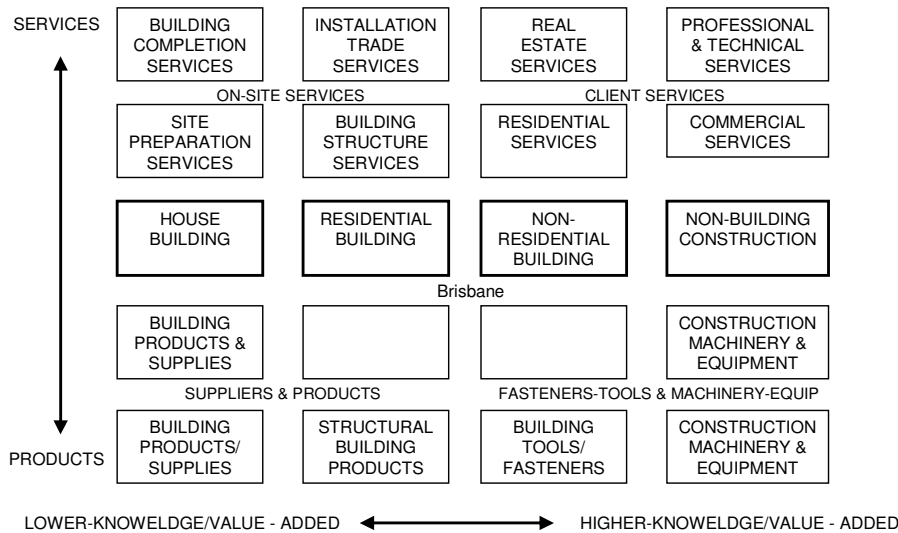 SERVICES
BUILDING
COMPLETION
SERVICES
INSTALLATION
TRADE
SERVICES
REAL
ESTATE
SERVICES
PROFESSIONAL
& TECHNICAL
SERVICES
ON-SITE SERVICES
CLIENT SERVICES
SITE
PREPARATION
SERVICES
BUILDING
STRUCTURE
SERVICES
RESIDENTIAL
SERVICES
COMMERCIAL
SERVICES
HOUSE
BUILDING
RESIDENTIAL
BUILDING
NON-
RESIDENTIAL
BUILDING
NON-BUILDING
CONSTRUCTION
Brisbane
BUILDING
PRODUCTS &
SUPPLIES
CONSTRUCTION
MACHINERY &
EQUIPMENT
SUPPLIERS & PRODUCTS
FASTENERS-TOOLS & MACHINERY-EQUIP
PRODUCTS
BUILDING
PRODUCTS/
SUPPLIES
STRUCTURAL
BUILDING
PRODUCTS
BUILDING
TOOLS/
FASTENERS
CONSTRUCTION
MACHINERY &
EQUIPMENT
LOWER-KNOWELDGE/VALUE - ADDED
HIGHER-KNOWELDGE/VALUE - ADDED